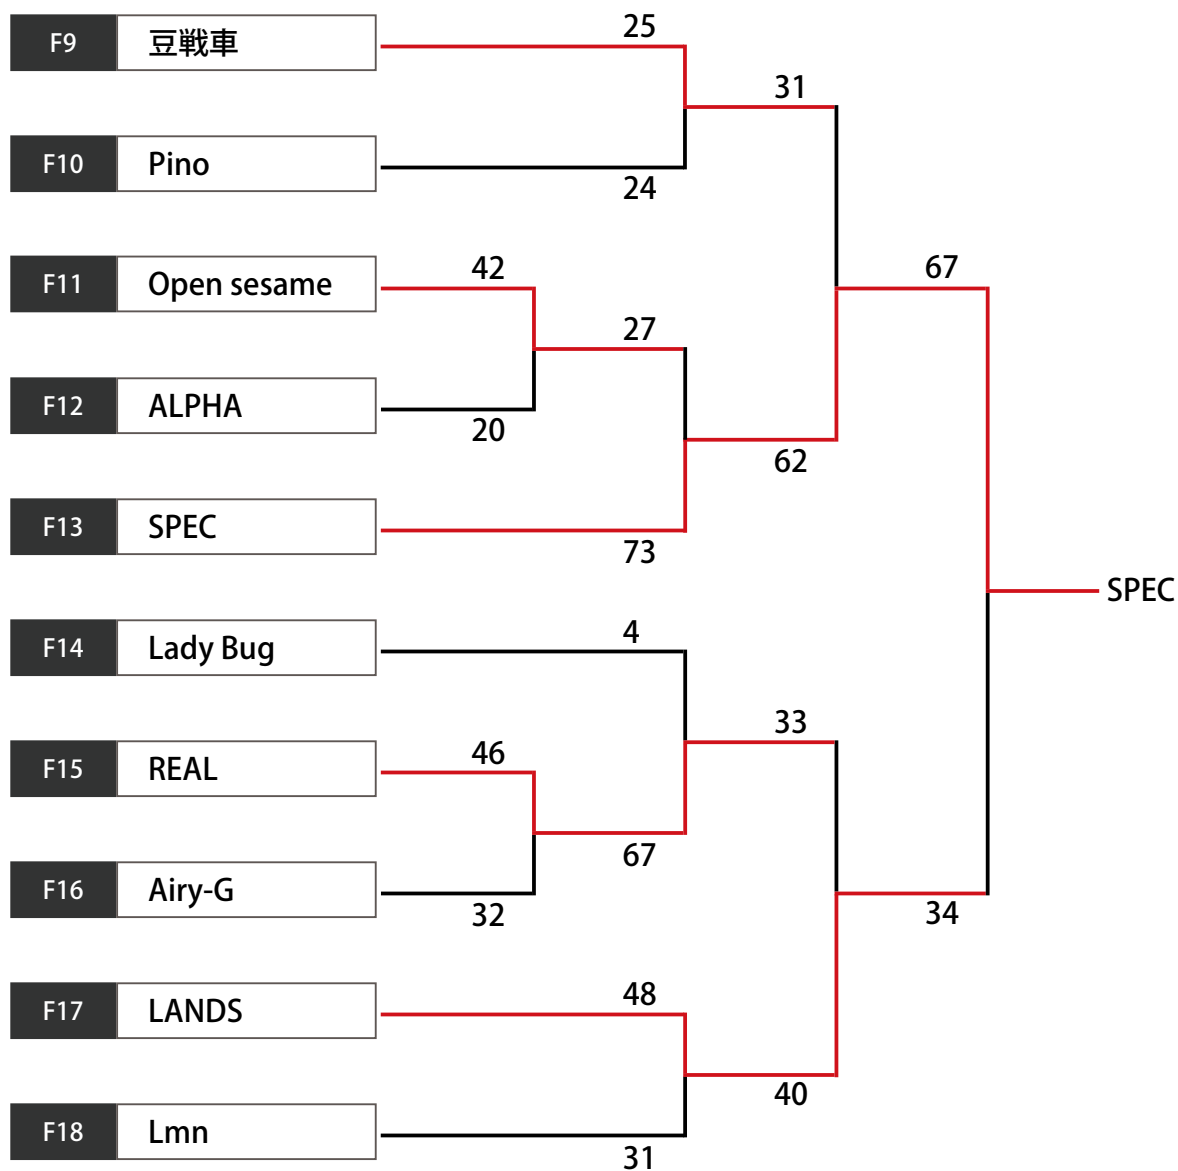 25
F9 豆戦車
31
F10 Pino
24
F11 Open sesame
42
67
27
F12 ALPHA
20
62
F13 SPEC
73
SPEC
F14 Lady Bug
4
33
F15 REAL
46
67
F16 Airy-G
32
34
F17 LANDS
48
40
F18 Lmn
31